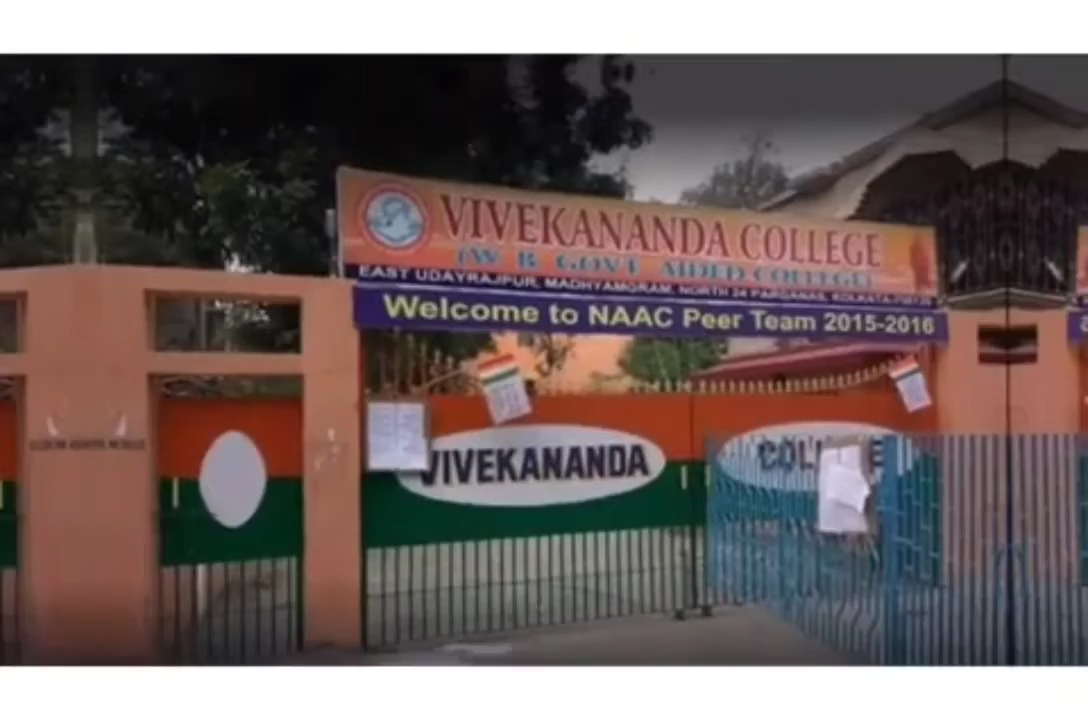 VIVEKANANDA COLLEGE
(W B GOVT AIDED COLLEGE)
EAST UDAYRAJPUR, MADHYAMGRAM, NORTH 24 PARGANAS, KOLKATA-700129
Welcome to NAAC Peer Team 2015-2016
VIVEKANANDA
COLLEGE